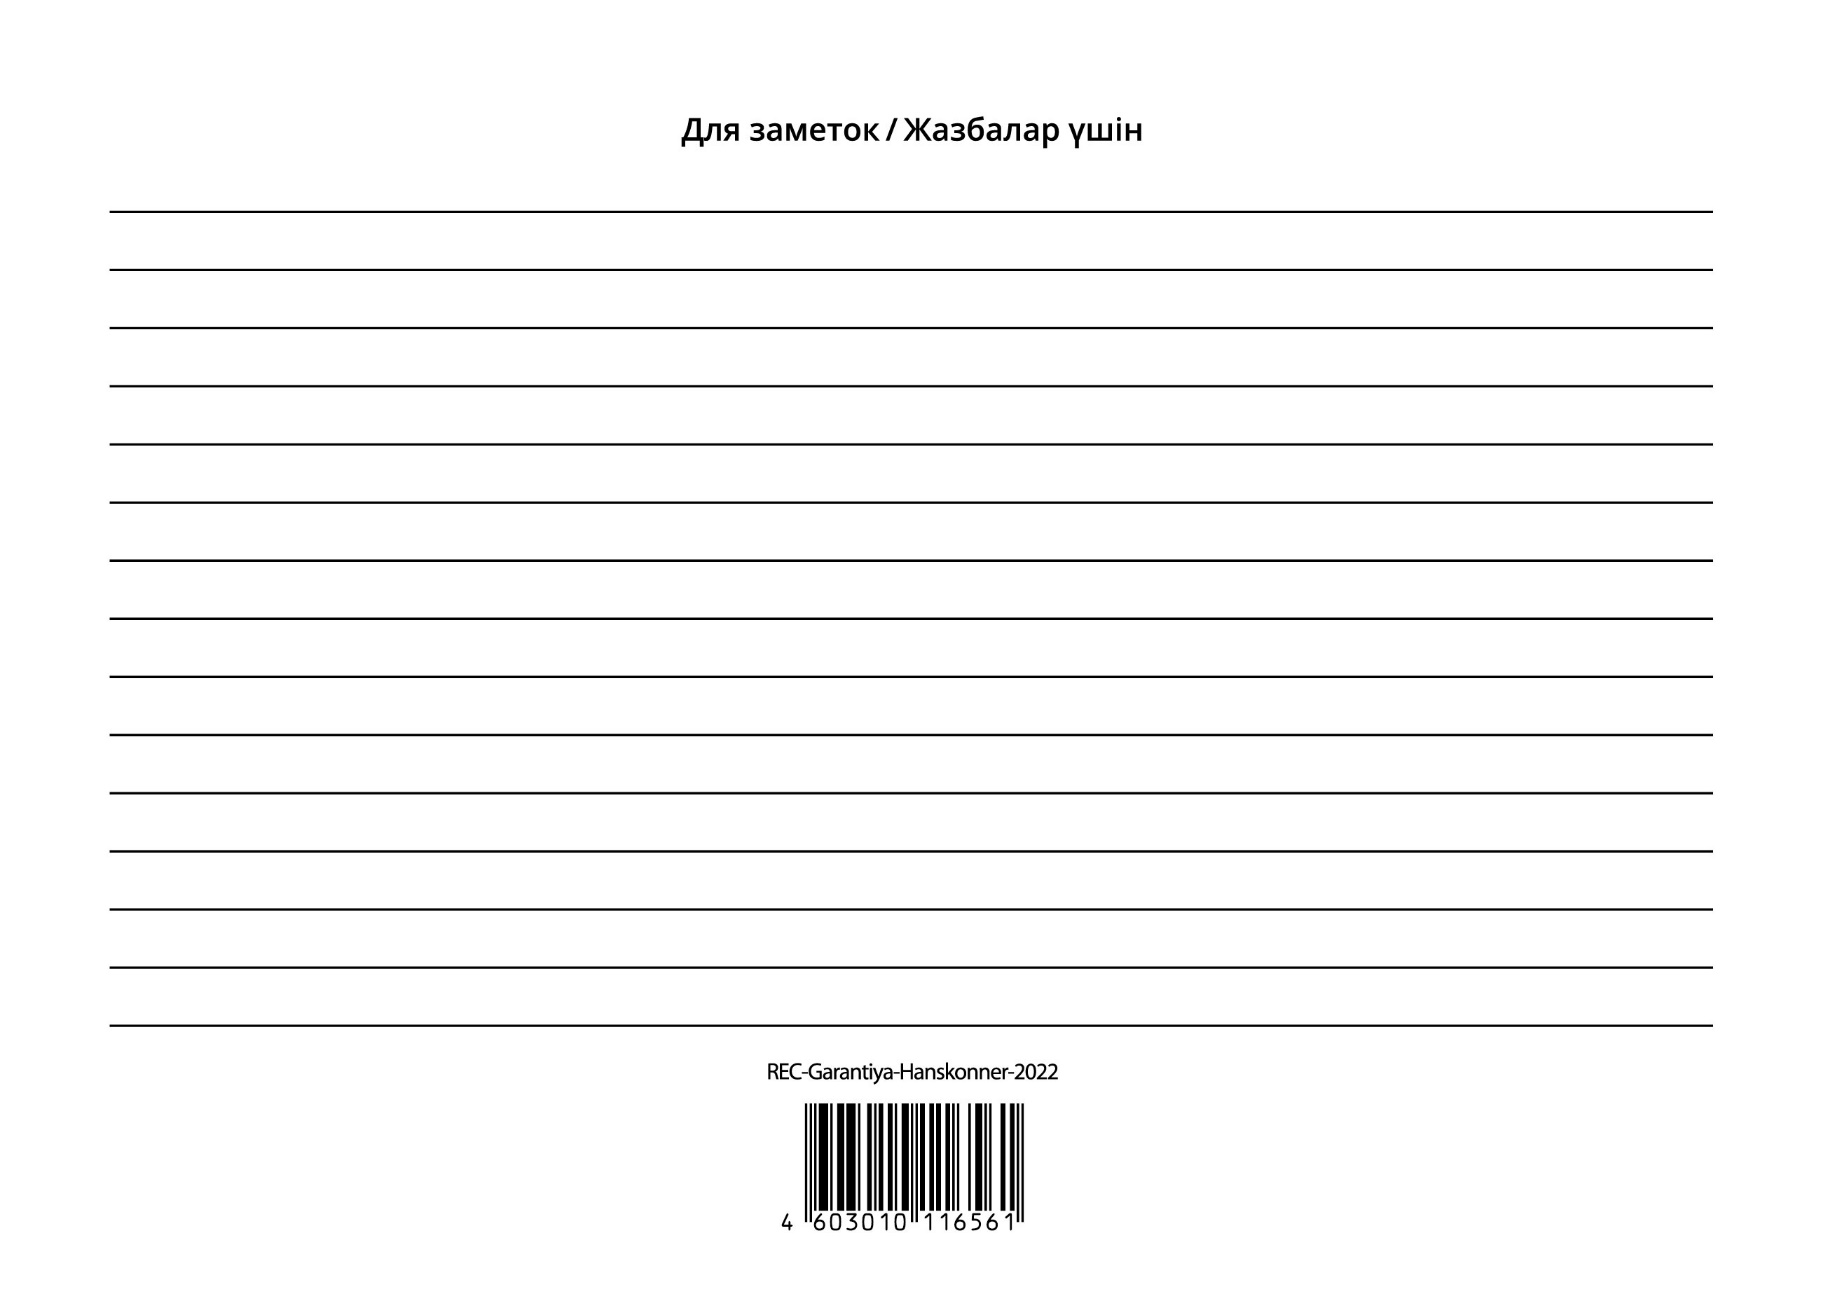 Для заметок / Жазбалар үшін
REC-Garantiya-Hanskonner-2022
4 603010 116561